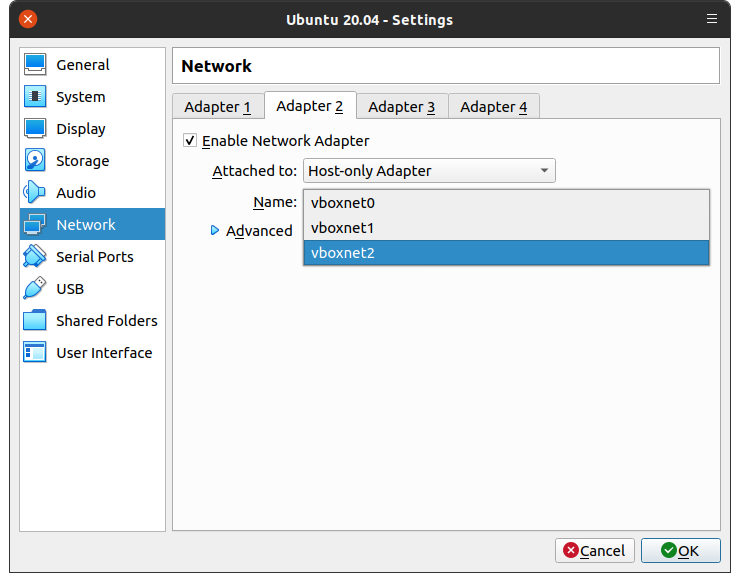 Ubuntu 20.04 - Settings
General
System
Display
Storage
Audio
Network
Serial Ports
USB
Shared Folders
User Interface
Network
Adapter 1 Adapter 2 Adapter 3 Adapter 4
Enable Network Adapter
Attached to: Host-only Adapter
Name: vboxnet0
vboxnet1
Advanced
vboxnet2
Cancel OK